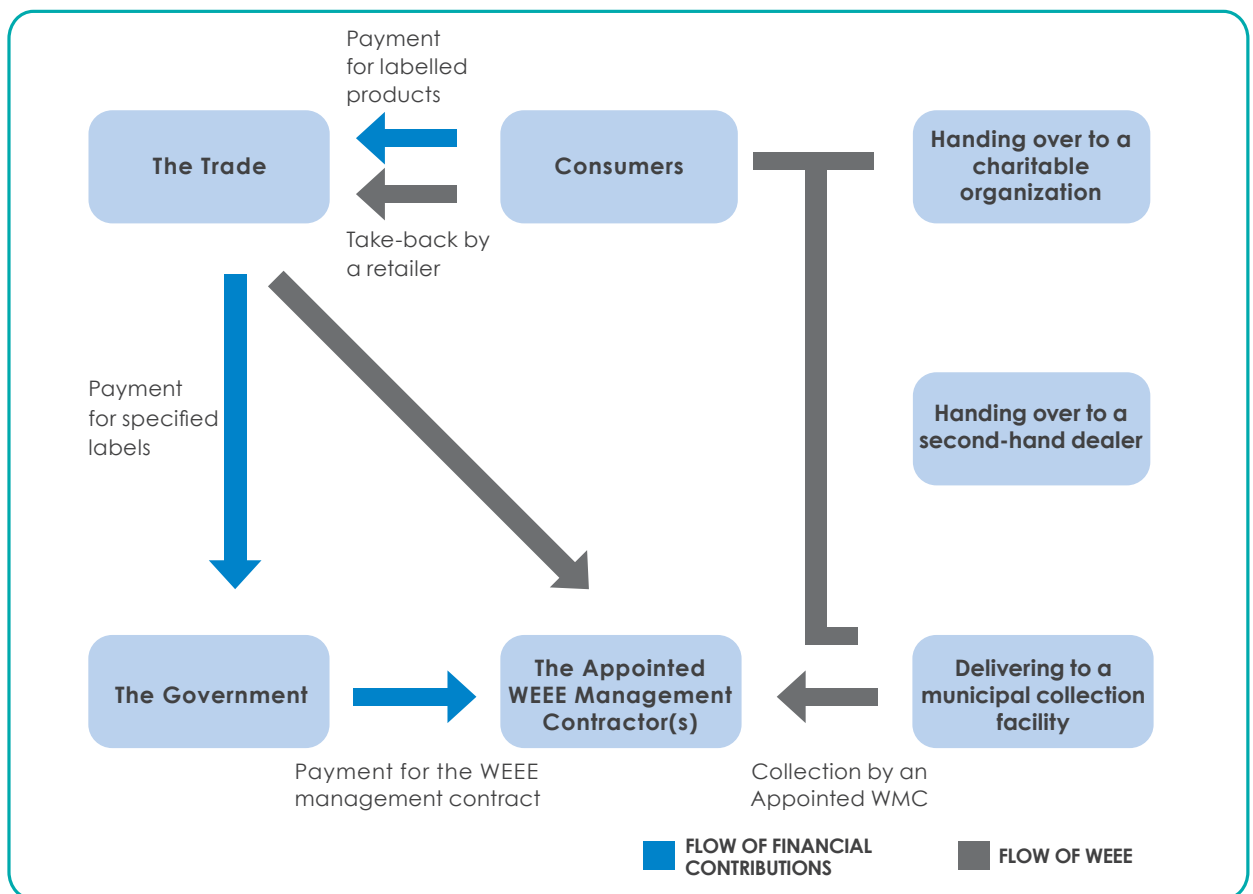 Payment
for labelled
products
The Trade
Consumers
Handing over to a
charitable
organization
Take-back by
a retailer
Payment
for specified
labels
Handing over to a
second-hand dealer
The Government
The Appointed
WEEE Management
Contractor(s)
Delivering to a
municipal collection
facility
Payment for the WEEE
management contract
Collection by an
Appointed WMC
FLOW OF FINANCIAL
CONTRIBUTIONS
FLOW OF WEEE